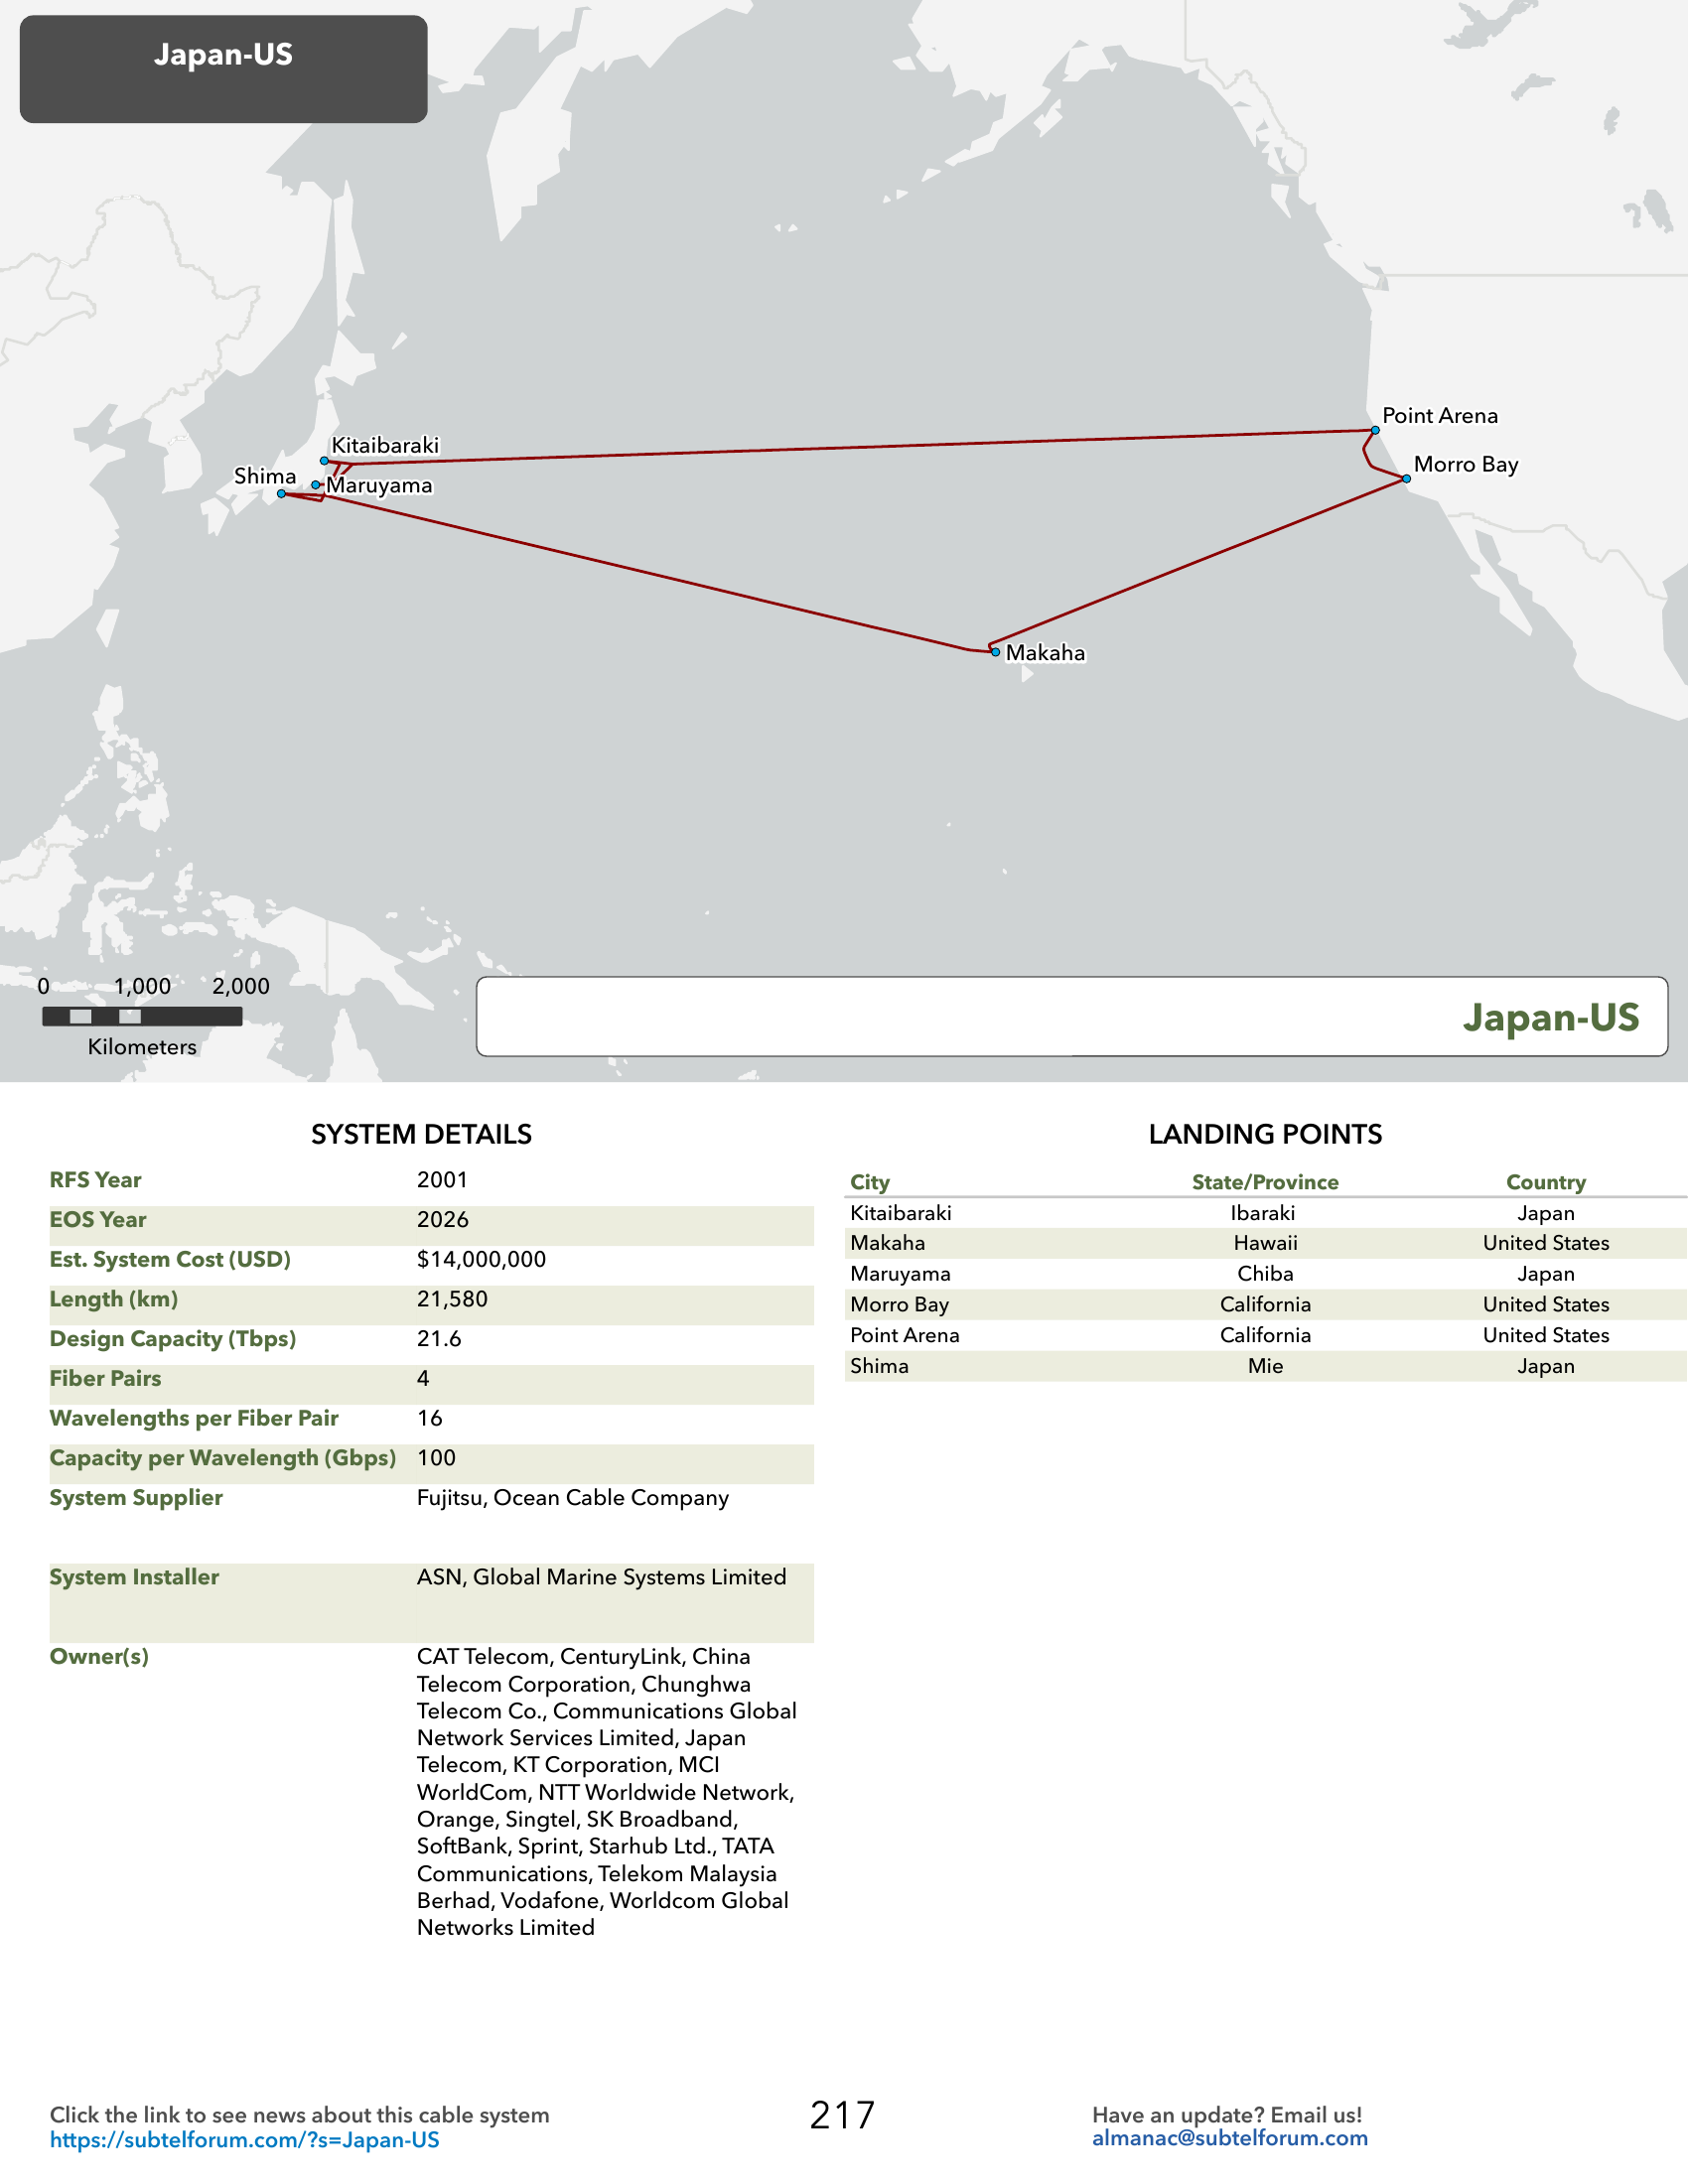 Japan-US
Kitaibaraki
Shima
Maruyama
Point Arena
Morro Bay
Makaha
0 1,000 2,000
Kilometers
Japan-US
SYSTEM DETAILS
RFS Year 2001
EOS Year 2026
Est. System Cost (USD) $14,000,000
Length (km) 21,580
Design Capacity (Tbps) 21.6
Fiber Pairs 4
Wavelengths per Fiber Pair 16
Capacity per Wavelength (Gbps) 100
System Supplier Fujitsu, Ocean Cable Company
System Installer ASN, Global Marine Systems Limited
Owner(s) CAT Telecom, CenturyLink, China
Telecom Corporation, Chunghwa
Telecom Co., Communications Global
Network Services Limited, Japan
Telecom, KT Corporation, MCI
WorldCom, NTT Worldwide Network,
Orange, Singtel, SK Broadband,
SoftBank, Sprint, Starhub Ltd., TATA
Communications, Telekom Malaysia
Berhad, Vodafone, Worldcom Global
Networks Limited
LANDING POINTS
City State/Province Country
Kitaibaraki Ibaraki Japan
Makaha Hawaii United States
Maruyama Chiba Japan
Morro Bay California United States
Point Arena California United States
Shima Mie Japan
Click the link to see news about this cable system
https://subtelforum.com/?s=Japan-US
217
Have an update? Email us!
almanac@subtelforum.com